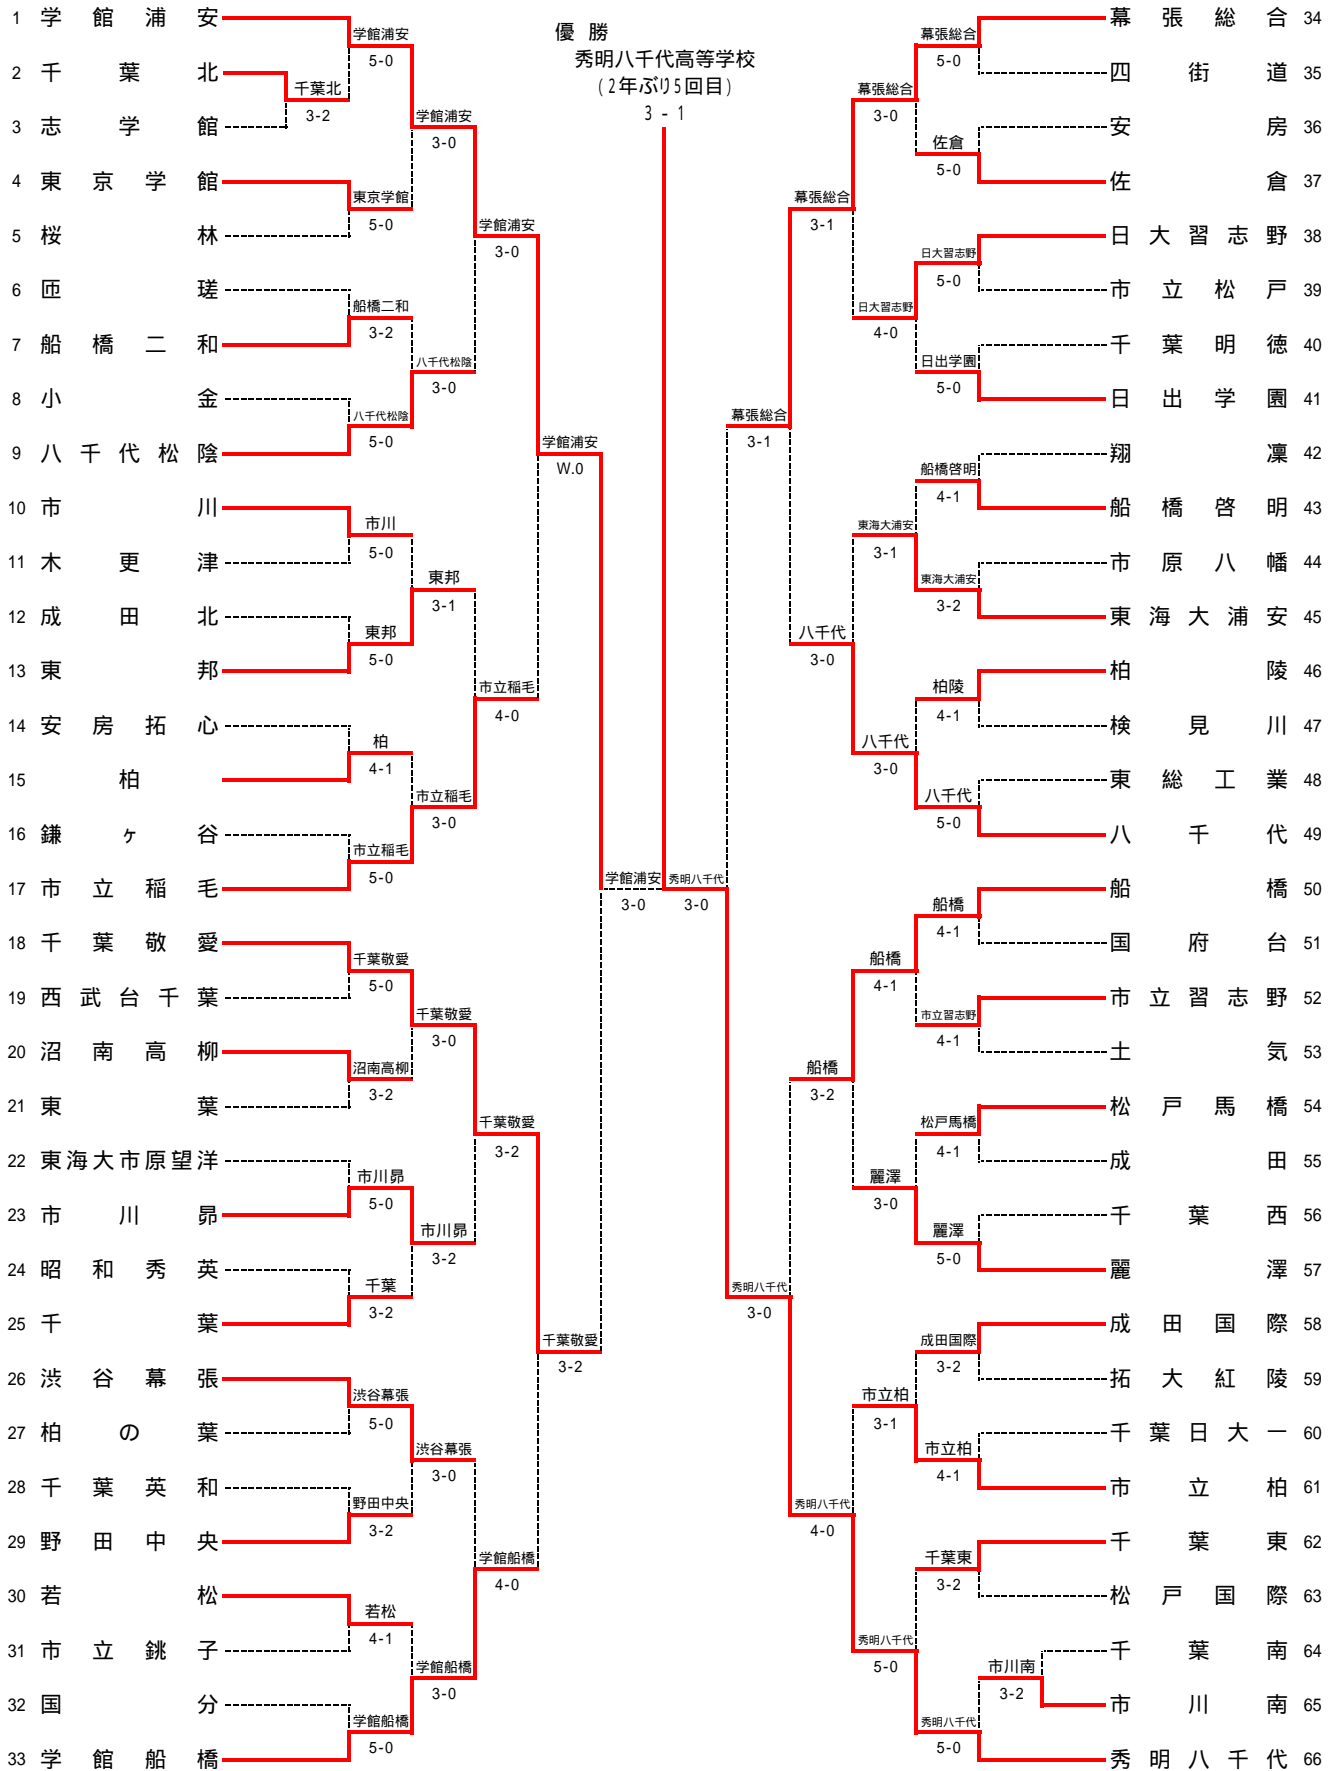 優勝
秀明八千代高等学校
(2年ぶり5回目)
3 - 1
1 学館浦安
2 千葉北
3 志学館
4 東京学館
5 桜林
6 匝瑳
7 船橋二和
8 小金
9 八千代松陰
10 市川
11 木更津
12 成田北
13 東邦
14 安房拓心
15 柏
16 鎌ヶ谷
17 市立稲毛
18 千葉敬愛
19 西武台千葉
20 沼南高柳
21 東葉
22 東海大市原望洋
23 市川昴
24 昭和秀英
25 千葉
26 渋谷幕張
27 柏の葉
28 千葉英和
29 野田中央
30 若松
31 市立銚子
32 国分
33 学館船橋
千葉北
3-2
学館浦安
5-0
東京学館
5-0
船橋二和
3-2
八千代松陰
5-0
市川
5-0
東邦
5-0
柏
4-1
市立稲毛
5-0
千葉敬愛
5-0
沼南高柳
3-2
市川昴
5-0
千葉
3-2
渋谷幕張
5-0
野田中央
3-2
若松
4-1
学館船橋
5-0
学館浦安
3-0
八千代松陰
3-0
東邦
3-1
市立稲毛
3-0
千葉敬愛
3-0
市川昴
3-2
渋谷幕張
3-0
学館船橋
3-0
学館浦安
3-0
市立稲毛
4-0
千葉敬愛
3-2
学館船橋
4-0
学館浦安
W.0
千葉敬愛
3-2
学館浦安
3-0
秀明八千代
3-0
幕張総合
3-1
秀明八千代
3-0
幕張総合
3-1
八千代
3-0
船橋
3-2
秀明八千代
4-0
幕張総合
3-0
日大習志野
4-0
東海大浦安
3-1
八千代
3-0
船橋
4-1
麗澤
3-0
市立柏
3-1
秀明八千代
5-0
幕張総合
5-0
佐倉
5-0
日大習志野
5-0
日出学園
5-0
船橋啓明
4-1
東海大浦安
3-2
柏陵
4-1
八千代
5-0
船橋
4-1
市立習志野
4-1
松戸馬橋
4-1
麗澤
5-0
成田国際
3-2
市立柏
4-1
千葉東
3-2
秀明八千代
5-0
市川南
3-2
幕張総合 34
四街道 35
安房 36
佐倉 37
日大習志野 38
市立松戸 39
千葉明徳 40
日出学園 41
翔凜 42
船橋啓明 43
市原八幡 44
東海大浦安 45
柏陵 46
検見川 47
東総工業 48
八千代 49
船橋 50
国府台 51
市立習志野 52
土気 53
松戸馬橋 54
成田 55
千葉西 56
麗澤 57
成田国際 58
拓大紅陵 59
千葉日大一 60
市立柏 61
千葉東 62
松戸国際 63
千葉南 64
市川南 65
秀明八千代 66